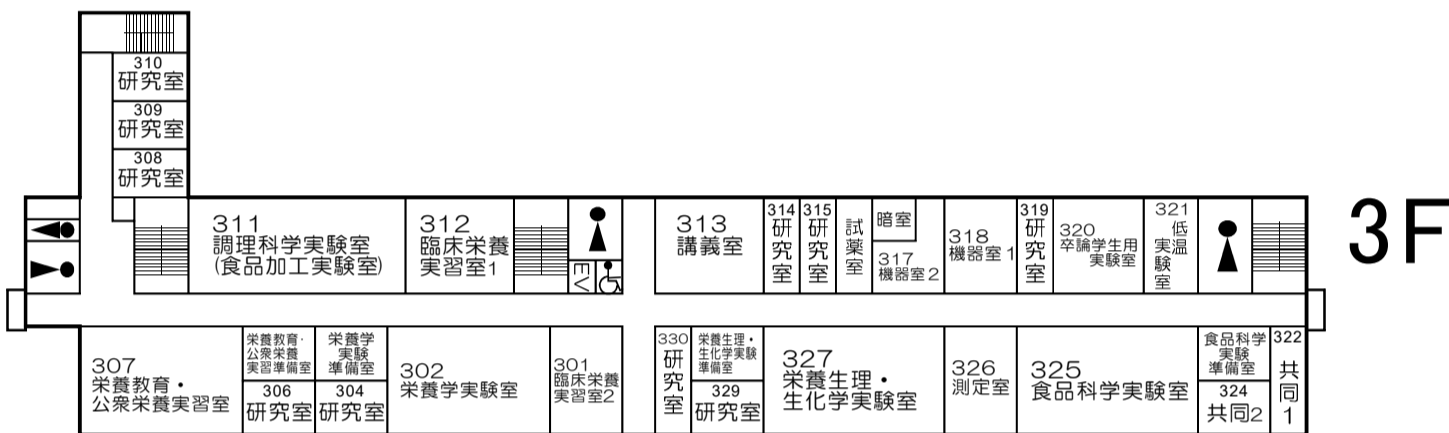 310
研究室
309
研究室
308
研究室
3F
311
調理科学実験室
(食品加工実験室)
312
臨床栄養
実習室1
EV
313
講義室
314
研究室
315
研究室
試薬室
暗室
317
機器室2
318
機器室1
319
研究室
320
卒論学生用
実験室
321
低温
実験室
307
栄養教育・
公衆栄養実習室
栄養教育・
公衆栄養
実習準備室
306
研究室
栄養学
実験
準備室
304
研究室
302
栄養学実験室
301
臨床栄養
実習室2
330
研究室
栄養生理・
生化学実験
準備室
329
研究室
327
栄養生理・
生化学実験室
326
測定室
325
食品科学実験室
食品科学
実験
準備室
324
共同2
322
共同1